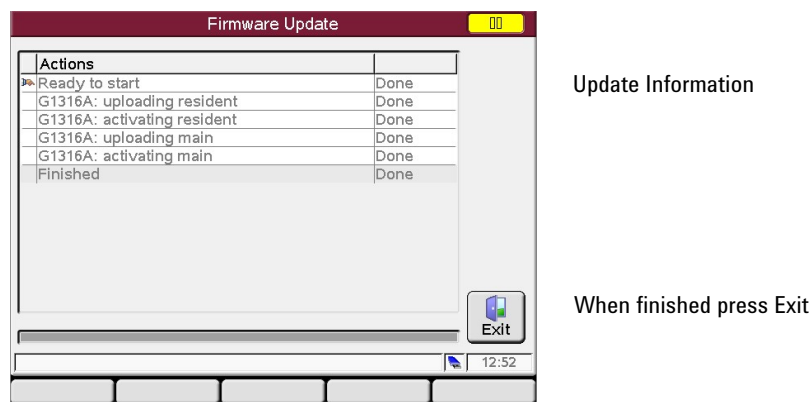 Firmware Update
Actions
Ready to start Done
G1316A: uploading resident Done
G1316A: activating resident Done
G1316A: uploading main Done
G1316A: activating main Done
Finished Done
Exit
12:52
Update Information
When finished press Exit